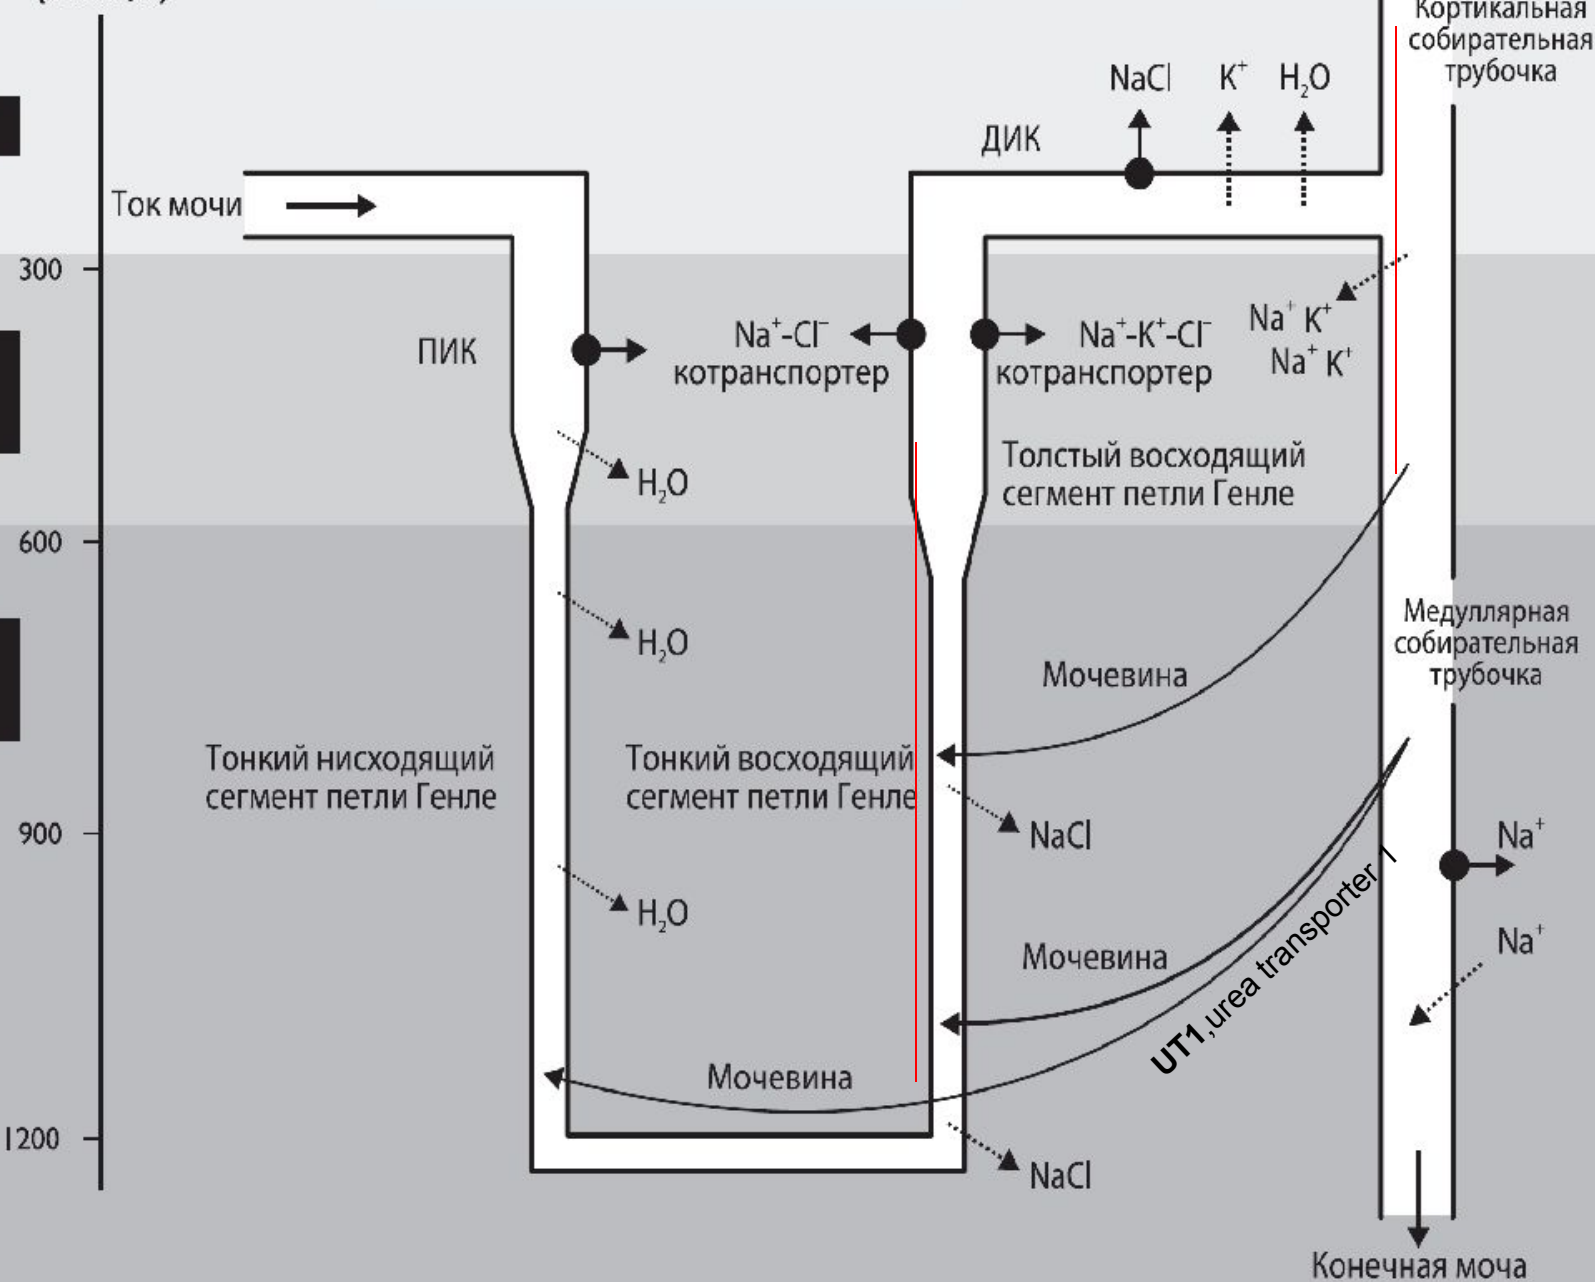 Кортикальная
собирательная
трубочка
NaCl K⁺ H₂O
ДИК
Ток мочи
300
ПИК
Na⁺-Cl⁻
котранспортер
Na⁺-K⁺-Cl⁻
котранспортер
Na⁺ K⁺
Na⁺ K⁺
H₂O
Толстый восходящий
сегмент петли Генле
600
H₂O
Медуллярная
собирательная
трубочка
Мочевина
Тонкий нисходящий
сегмент петли Генле
Тонкий восходящий
сегмент петли Генле
900
NaCl
Na⁺
H₂O
Na⁺
Мочевина
UT1,urea transporter 1
Мочевина
1200
NaCl
Конечная моча